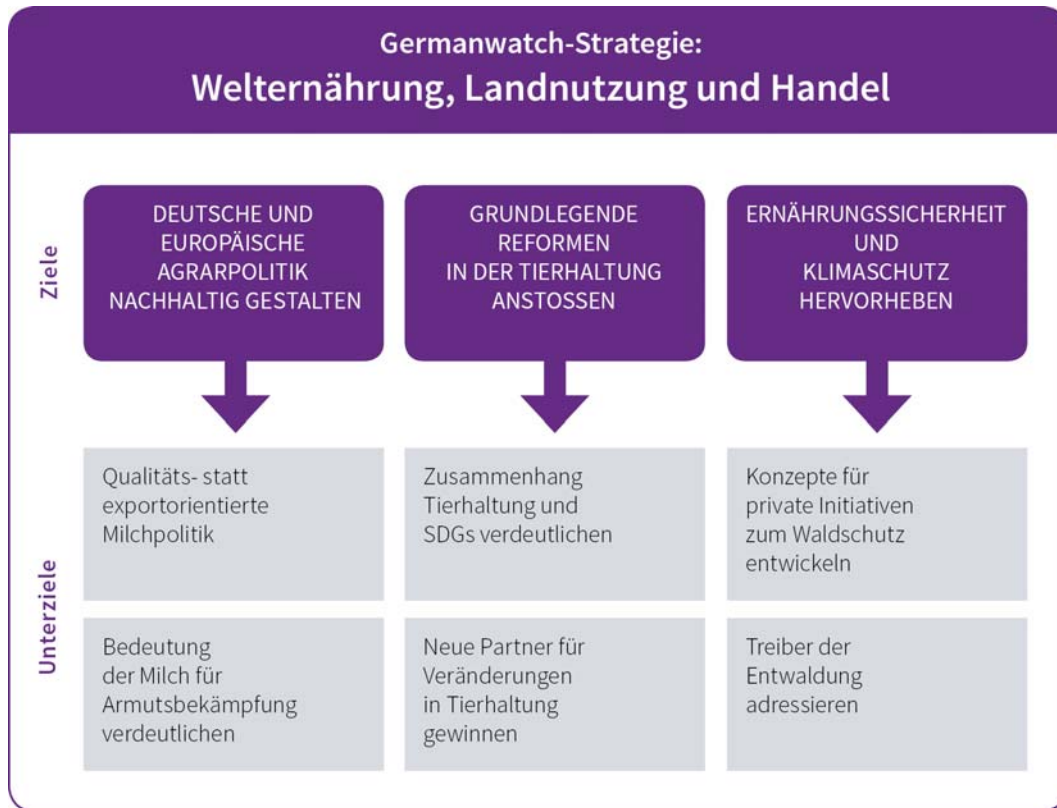 Germanwatch-Strategie:
Welternährung, Landnutzung und Handel
Ziele
DEUTSCHE UND
EUROPÄISCHE
AGRARPOLITIK
NACHHALTIG GESTALTEN
GRUNDLEGENDE
REFORMEN
IN DER TIERHALTUNG
ANSTOSSEN
ERNÄHRUNGSSICHERHEIT
UND
KLIMASCHUTZ
HERVORHEBEN
Unterziele
Qualitäts- statt
exportorientierte
Milchpolitik
Zusammenhang
Tierhaltung und
SDGs verdeutlichen
Konzepte für
private Initiativen
zum Waldschutz
entwickeln
Bedeutung
der Milch für
Armutsbekämpfung
verdeutlichen
Neue Partner für
Veränderungen
in Tierhaltung
gewinnen
Treiber der
Entwaldung
adressieren